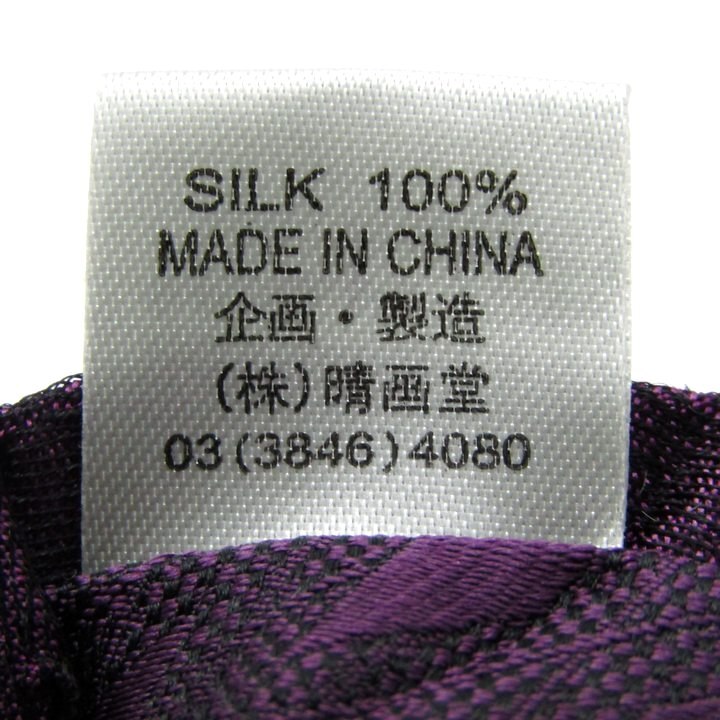 SILK 100%
MADE IN CHINA
企画・製造
(株)晴画堂
03(3846)4080